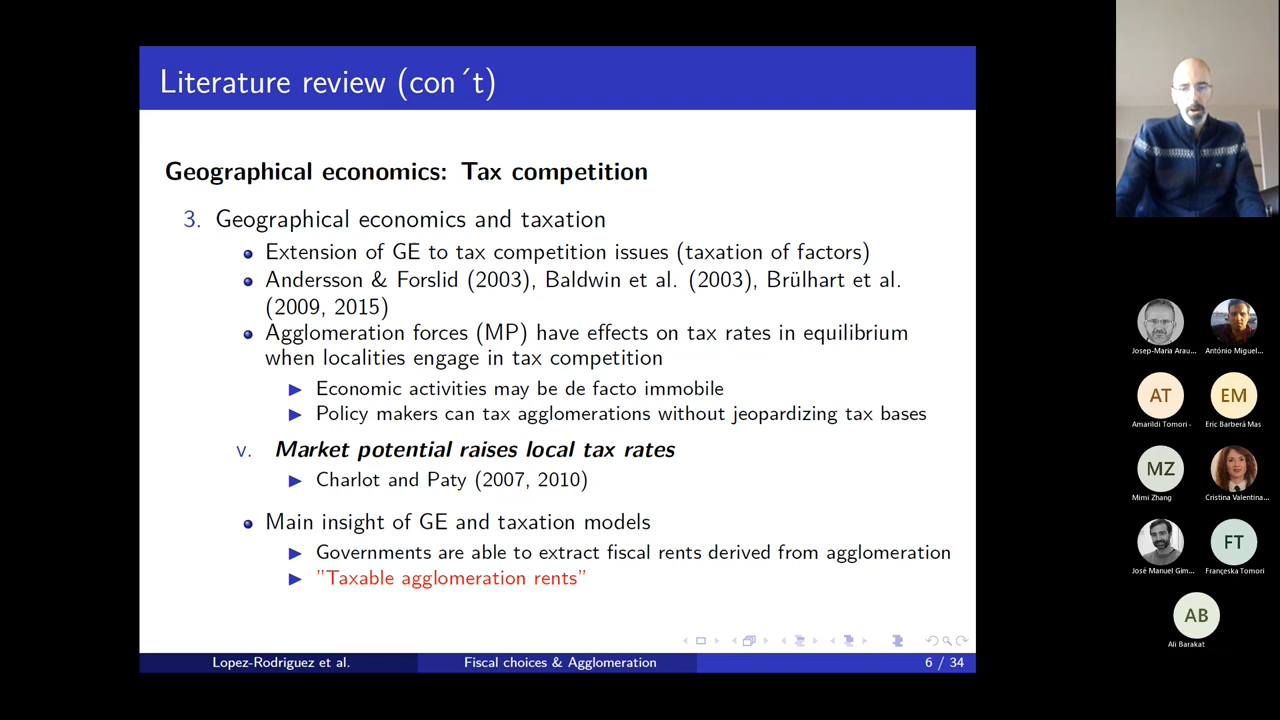 Literature review (con´t)
Geographical economics: Tax competition
3. Geographical economics and taxation
Extension of GE to tax competition issues (taxation of factors)
Andersson & Forslid (2003), Baldwin et al. (2003), Brülhart et al.
(2009, 2015)
Agglomeration forces (MP) have effects on tax rates in equilibrium
when localities engage in tax competition
Economic activities may be de facto immobile
Policy makers can tax agglomerations without jeopardizing tax bases
v. Market potential raises local tax rates
Charlot and Paty (2007, 2010)
Main insight of GE and taxation models
Governments are able to extract fiscal rents derived from agglomeration
"Taxable agglomeration rents"
Lopez-Rodriguez et al.
Fiscal choices & Agglomeration
6 / 34
Josep-Maria Arau...
António Miguel...
AT
EM
Amarildi Tomori -
Eric Barberá Mas
MZ
Mimi Zhang
Cristina Valentina...
FT
José Manuel Gim...
Françeska Tomori
AB
Ali Barakat